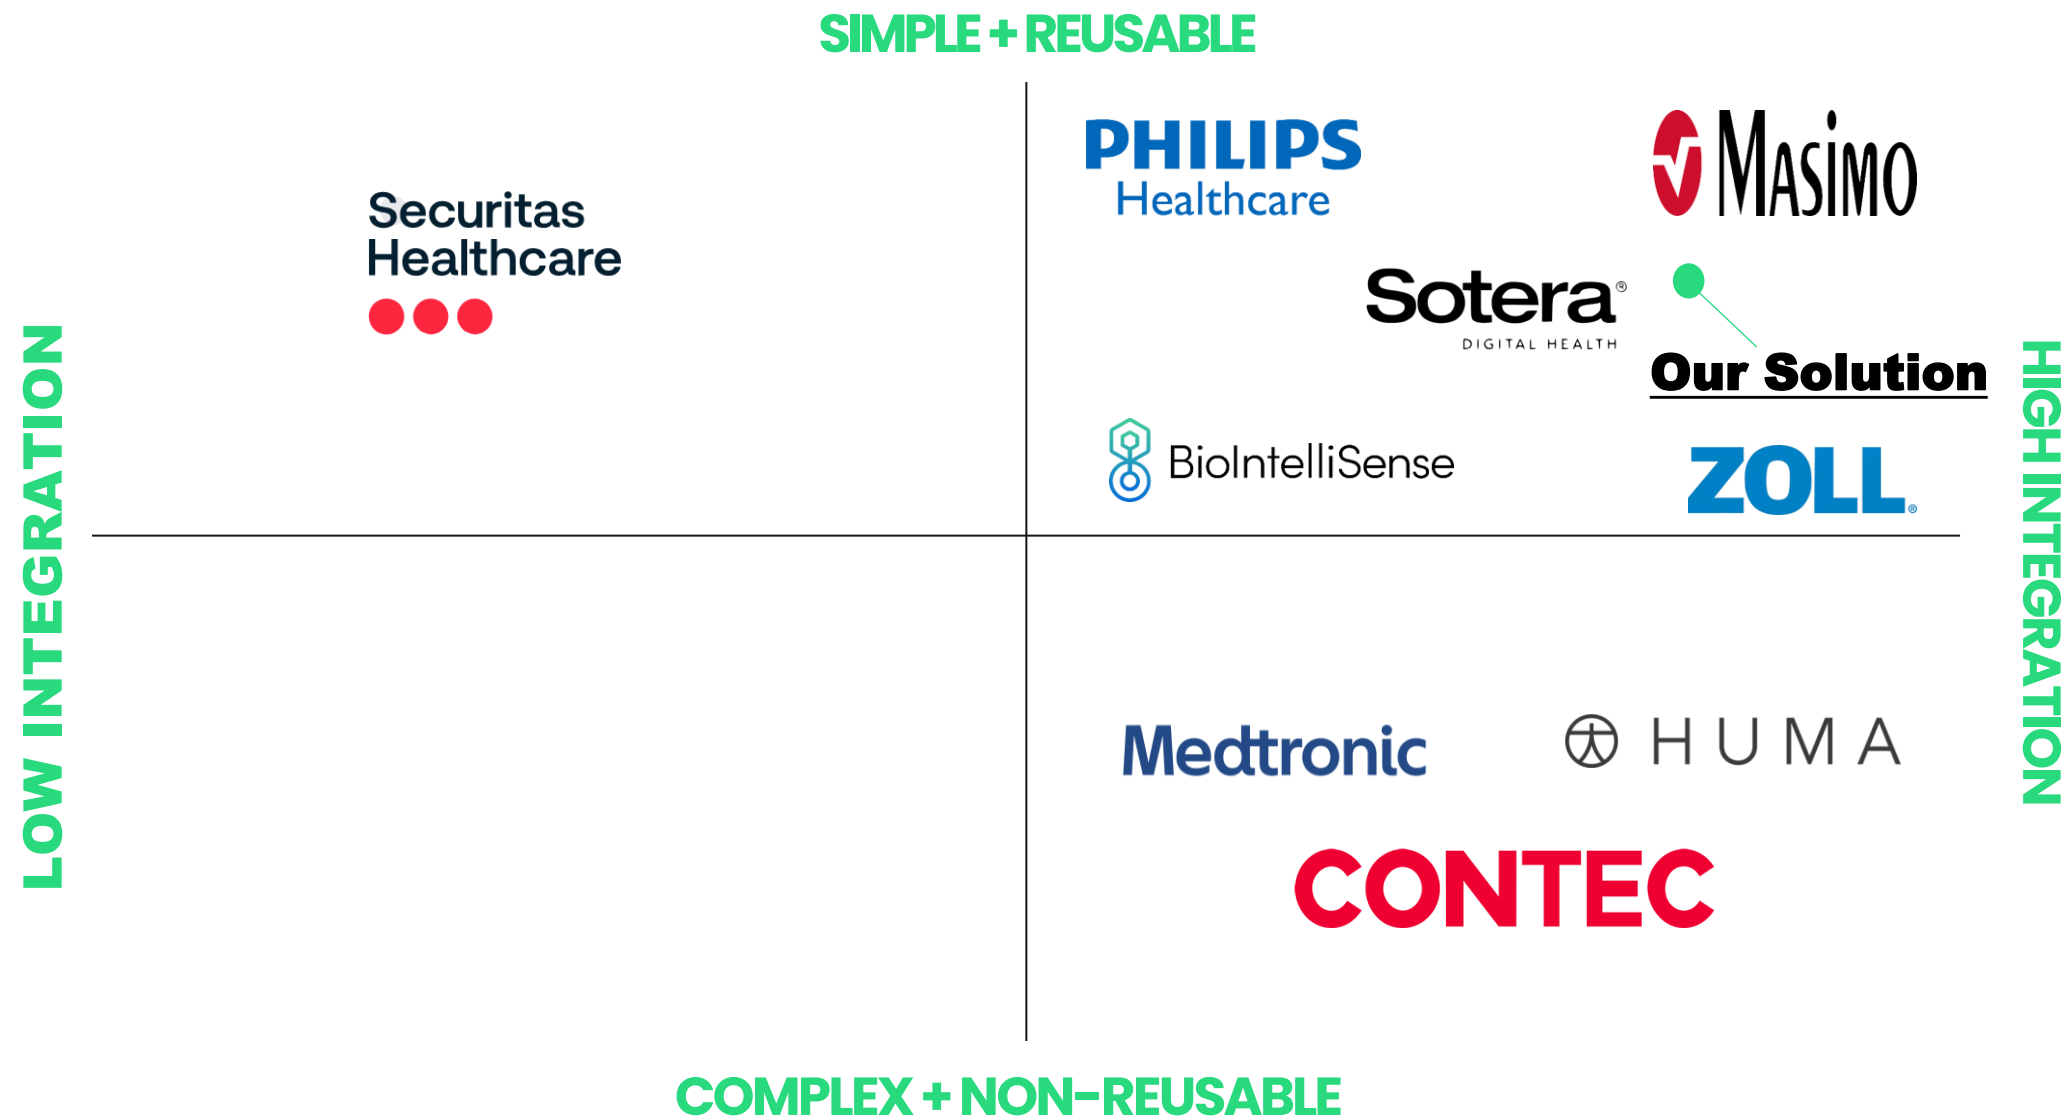 SIMPLE + REUSABLE
PHILIPS
Healthcare
MASIMO
Securitas
Healthcare
Sotera®
DIGITAL HEALTH
Our Solution
BioIntelliSense
ZOLL®
LOW INTEGRATION
HIGH INTEGRATION
Medtronic
HUMA
CONTEC
COMPLEX + NON-REUSABLE